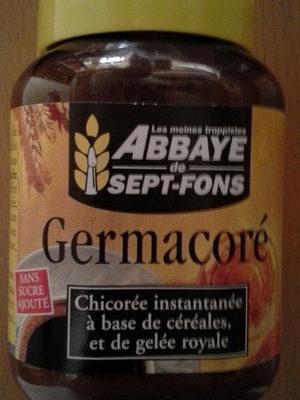 Les moines trappistes
ABBAYE
de
SEPT-FONS
Germacoré
SANS
SUCRE
AJOUTÉ
Chicorée instantanée
à base de céréales,
et de gelée royale